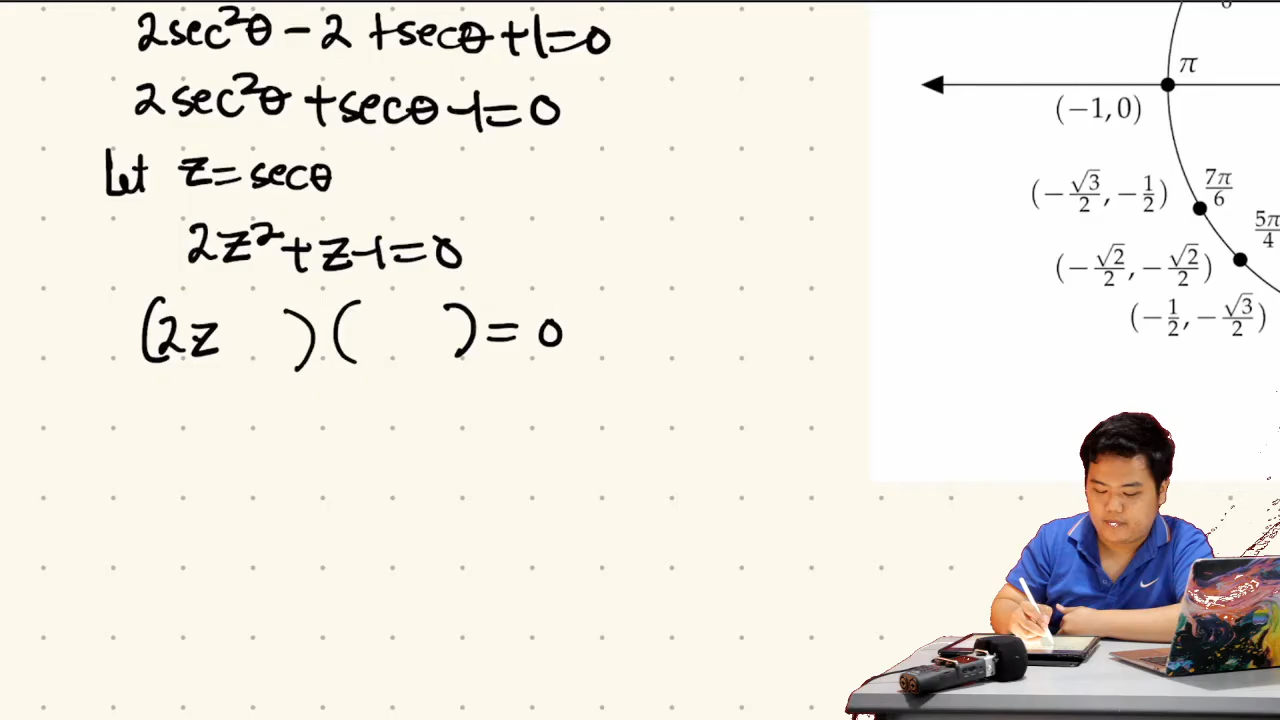 2sec²θ − 2 + secθ + 1 = 0
2sec²θ + secθ − 1 = 0
Let z = secθ
2z² + z − 1 = 0
(2z )( ) = 0
π
(−1, 0)
(−√3/2, −1/2)
7π/6
5π/4
(−√2/2, −√2/2)
(−1/2, −√3/2)